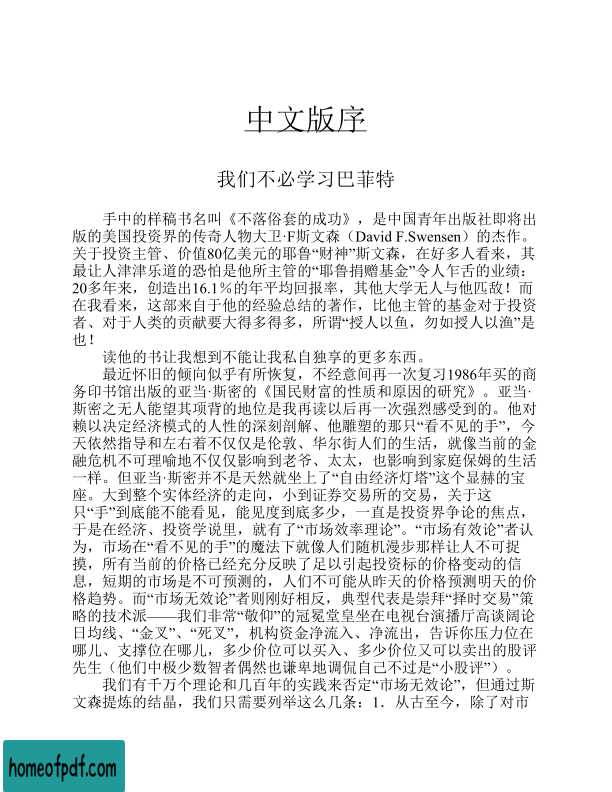 中文版序
我们不必学习巴菲特
手中的样稿书名叫《不落俗套的成功》，是中国青年出版社即将出
版的美国投资界的传奇人物大卫·F斯文森（David F.Swensen）的杰作。
关于投资主管、价值80亿美元的耶鲁“财神”斯文森，在好多人看来，其
最让人津津乐道的恐怕是他所主管的“耶鲁捐赠基金”令人乍舌的业绩：
20多年来，创造出16.1％的年平均回报率，其他大学无人与他匹敌！而
在我看来，这部来自于他的经验总结的著作，比他主管的基金对于投资
者、对于人类的贡献要大得多得多，所谓“授人以鱼，勿如授人以渔”是
也！
读他的书让我想到不能让我私自独享的更多东西。
最近怀旧的倾向似乎有所恢复，不经意间再一次复习1986年买的商
务印书馆出版的亚当·斯密的《国民财富的性质和原因的研究》。亚当·
斯密之无人能望其项背的地位是我再读以后再一次强烈感受到的。他对
赖以决定经济模式的人性的深刻剖解、他雕塑的那只“看不见的手”，今
天依然指导和左右着不仅仅是伦敦、华尔街人们的生活，就像当前的金
融危机不可理喻地不仅仅影响到老爷、太太，也影响到家庭保姆的生活
一样。但亚当·斯密并不是天然就坐上了“自由经济灯塔”这个显赫的宝
座。大到整个实体经济的走向，小到证券交易所的交易，关于这
只“手”到底能不能看见，能见度到底多少，一直是投资界争论的焦点，
于是在经济、投资学说里，就有了“市场效率理论”。“市场有效论”者认
为，市场在“看不见的手”的魔法下就像人们随机漫步那样让人不可捉
摸，所有当前的价格已经充分反映了足以引起投资标的价格变动的信
息，短期的市场是不可预测的，人们不可能从昨天的价格预测明天的价
格趋势。而“市场无效论”者则刚好相反，典型代表是崇拜“择时交易”策
略的技术派——我们非常“敬仰”的冠冕堂皇坐在电视台演播厅高谈阔论
日均线、“金叉”、“死叉”，机构资金净流入、净流出，告诉你压力位在
哪儿、支撑位在哪儿，多少价位可以买入、多少价位又可以卖出的股评
先生（他们中极少数智者偶然也谦卑地调侃自己不过是“小股评”）。
我们有千万个理论和几百年的实践来否定“市场无效论”，但通过斯
文森提炼的结晶，我们只需要列举这么几条：1．从古至今，除了对市
homeofpdf.com